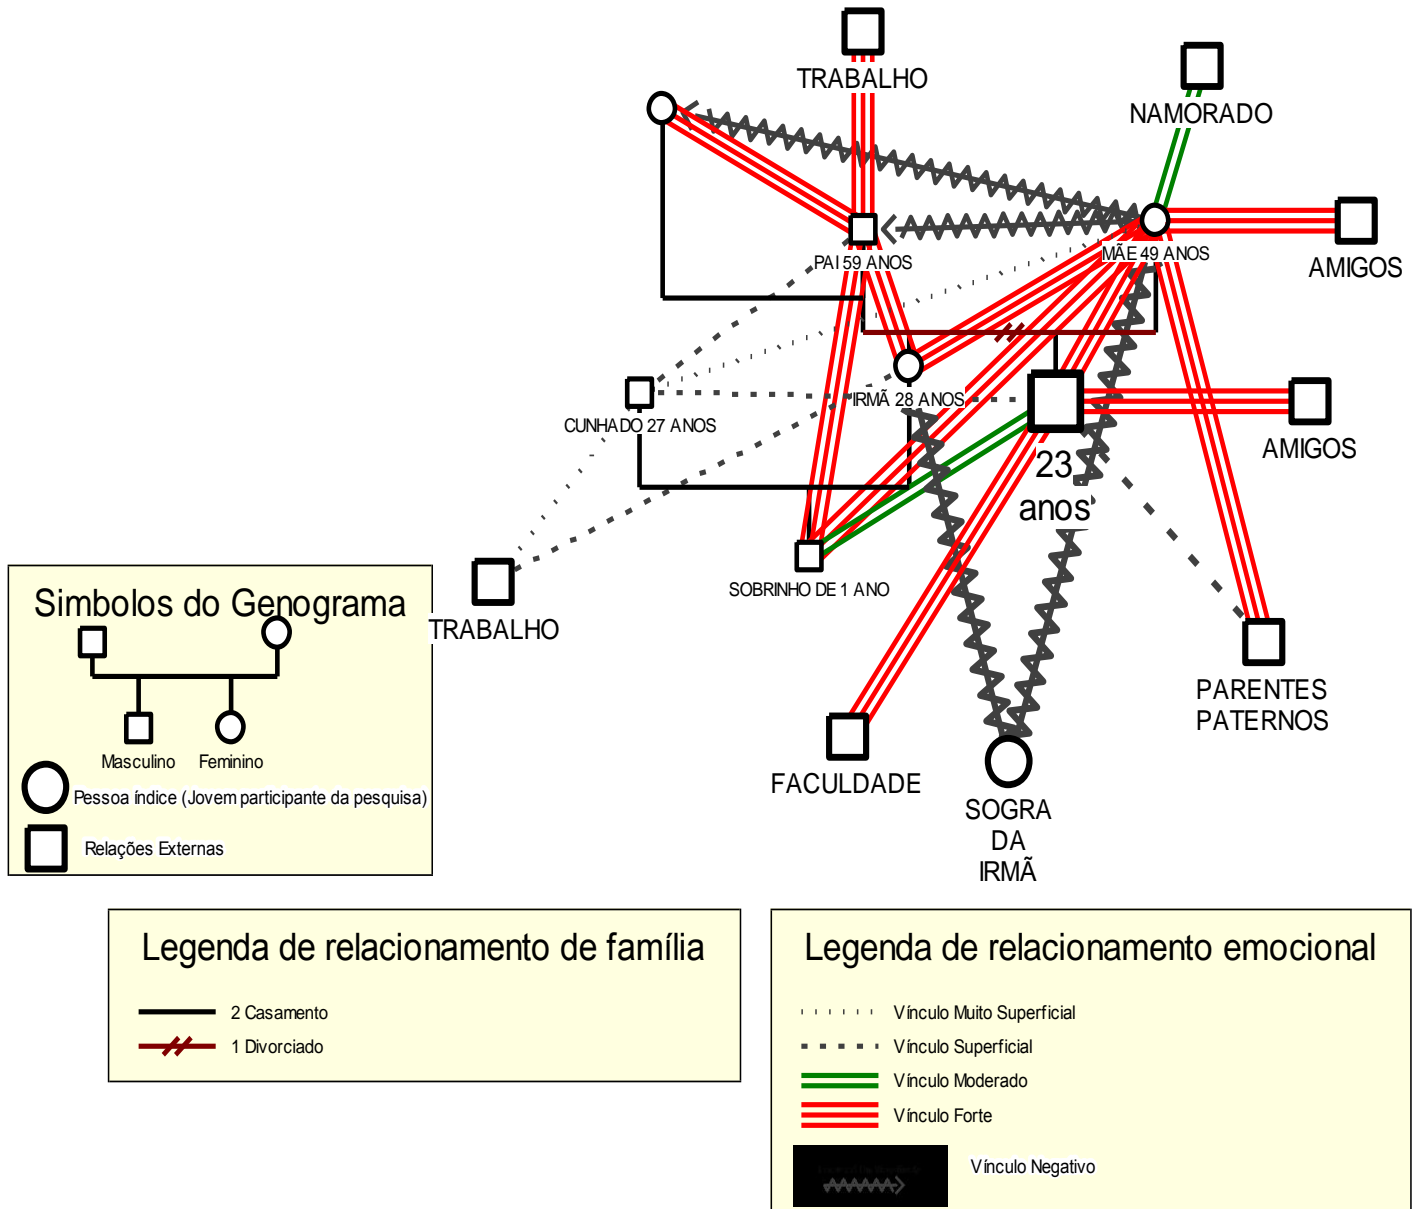 TRABALHO
NAMORADO
PAI 59 ANOS
MÃE 49 ANOS
AMIGOS
IRMÃ 28 ANOS
CUNHADO 27 ANOS
AMIGOS
23
anos
SOBRINHO DE 1 ANO
TRABALHO
PARENTES
PATERNOS
FACULDADE
SOGRA
DA
IRMÃ
Simbolos do Genograma
Masculino
Feminino
Pessoa índice (Jovem participante da pesquisa)
Relações Externas
Legenda de relacionamento de família
2 Casamento
1 Divorciado
Legenda de relacionamento emocional
Vínculo Muito Superficial
Vínculo Superficial
Vínculo Moderado
Vínculo Forte
Vínculo Negativo